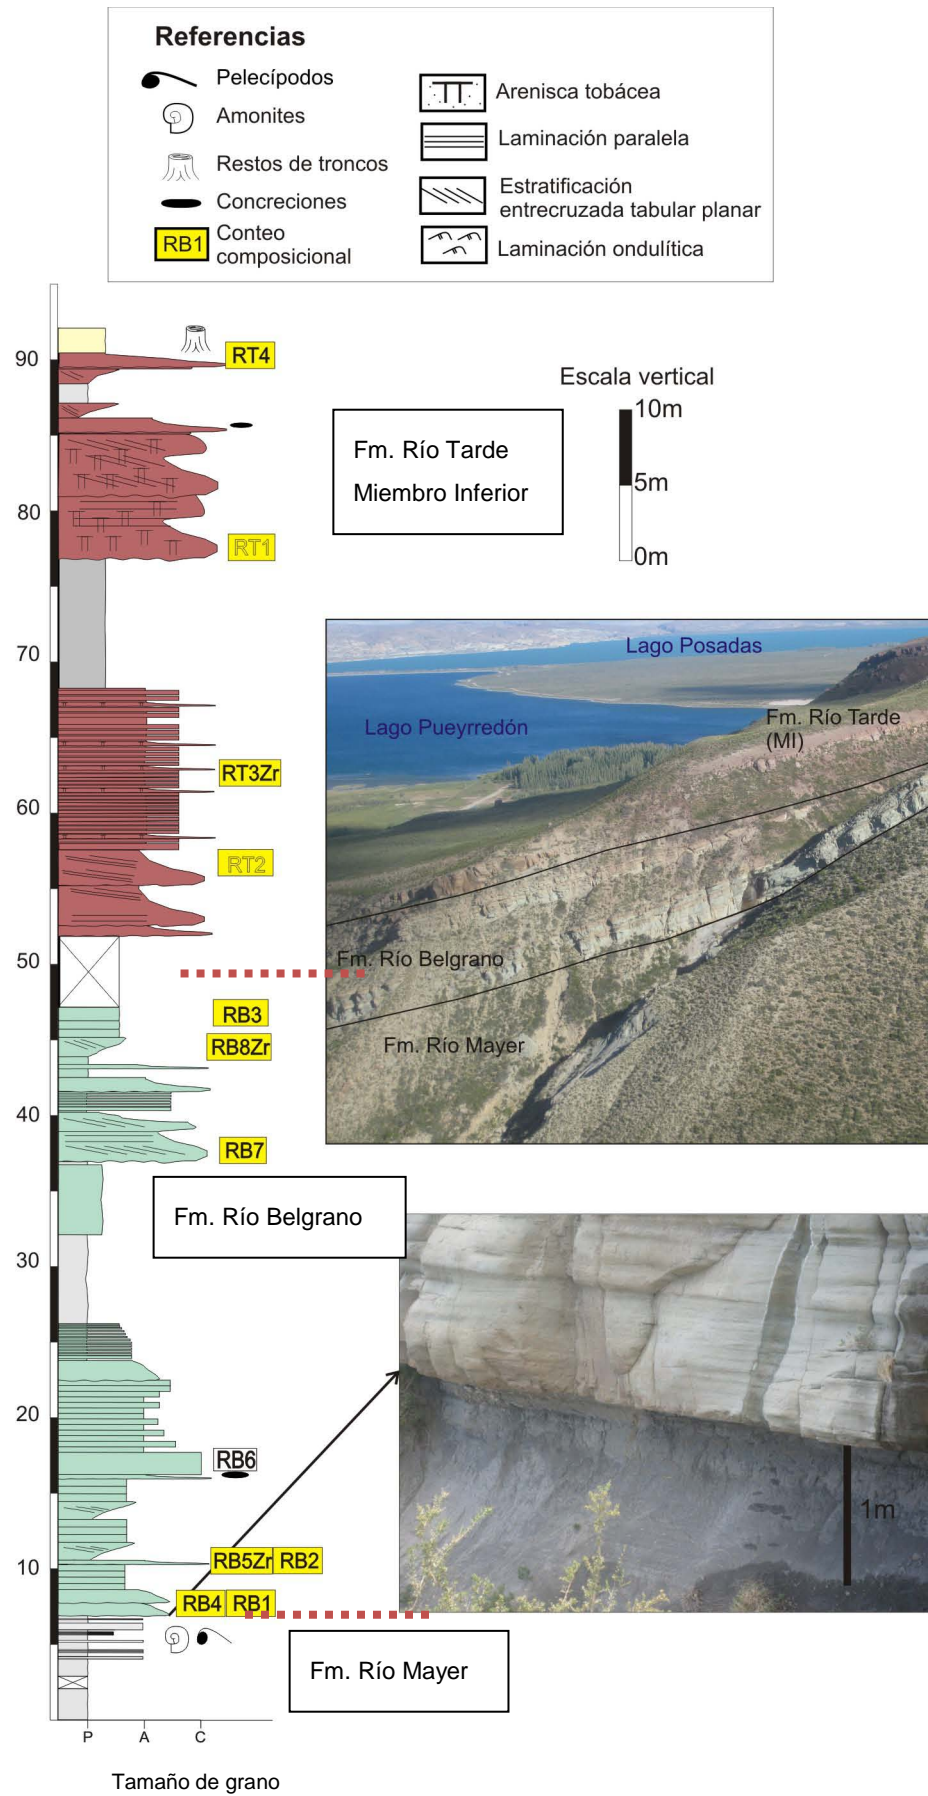 Referencias
Pelecípodos
Amonites
Restos de troncos
Concreciones
RB1 Conteo
composicional
Arenisca tobácea
Laminación paralela
Estratificación
entrecruzada tabular planar
Laminación ondulítica
90
RT4
Escala vertical
10m
5m
0m
Fm. Río Tarde
Miembro Inferior
80
RT1
70
RT3Zr
60
RT2
50
RB3
RB8Zr
40
RB7
Lago Posadas
Lago Pueyrredón
Fm. Río Tarde
(MI)
Fm. Río Belgrano
Fm. Río Mayer
Fm. Río Belgrano
30
20
RB6
10
RB5Zr RB2
RB4 RB1
1m
Fm. Río Mayer
P A C
Tamaño de grano